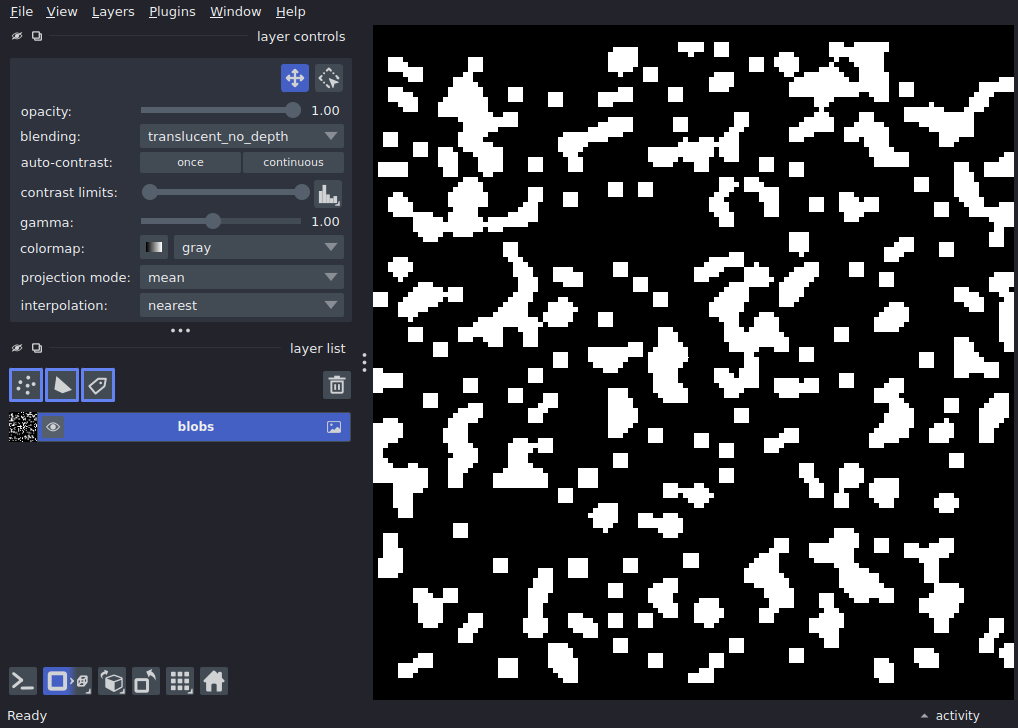 File View Layers Plugins Window Help
layer controls
opacity: 1.00
blending: translucent_no_depth
auto-contrast: once continuous
contrast limits:
gamma: 1.00
colormap: gray
projection mode: mean
interpolation: nearest
layer list
blobs
Ready activity